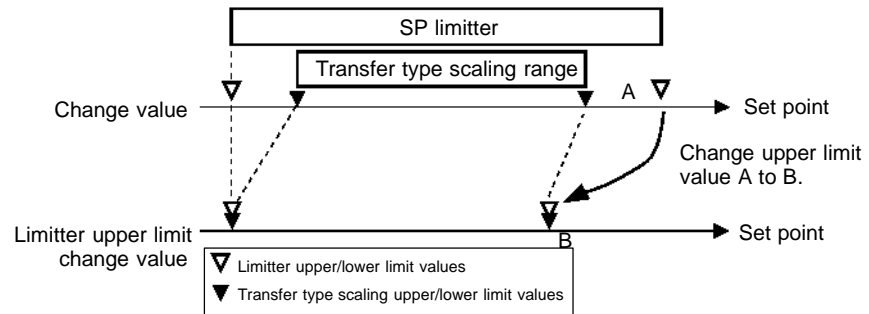 SP limitter
Transfer type scaling range
A
Change value
Set point
Change upper limit
value A to B.
Limitter upper limit
change value
B
Set point
Limitter upper/lower limit values
Transfer type scaling upper/lower limit values